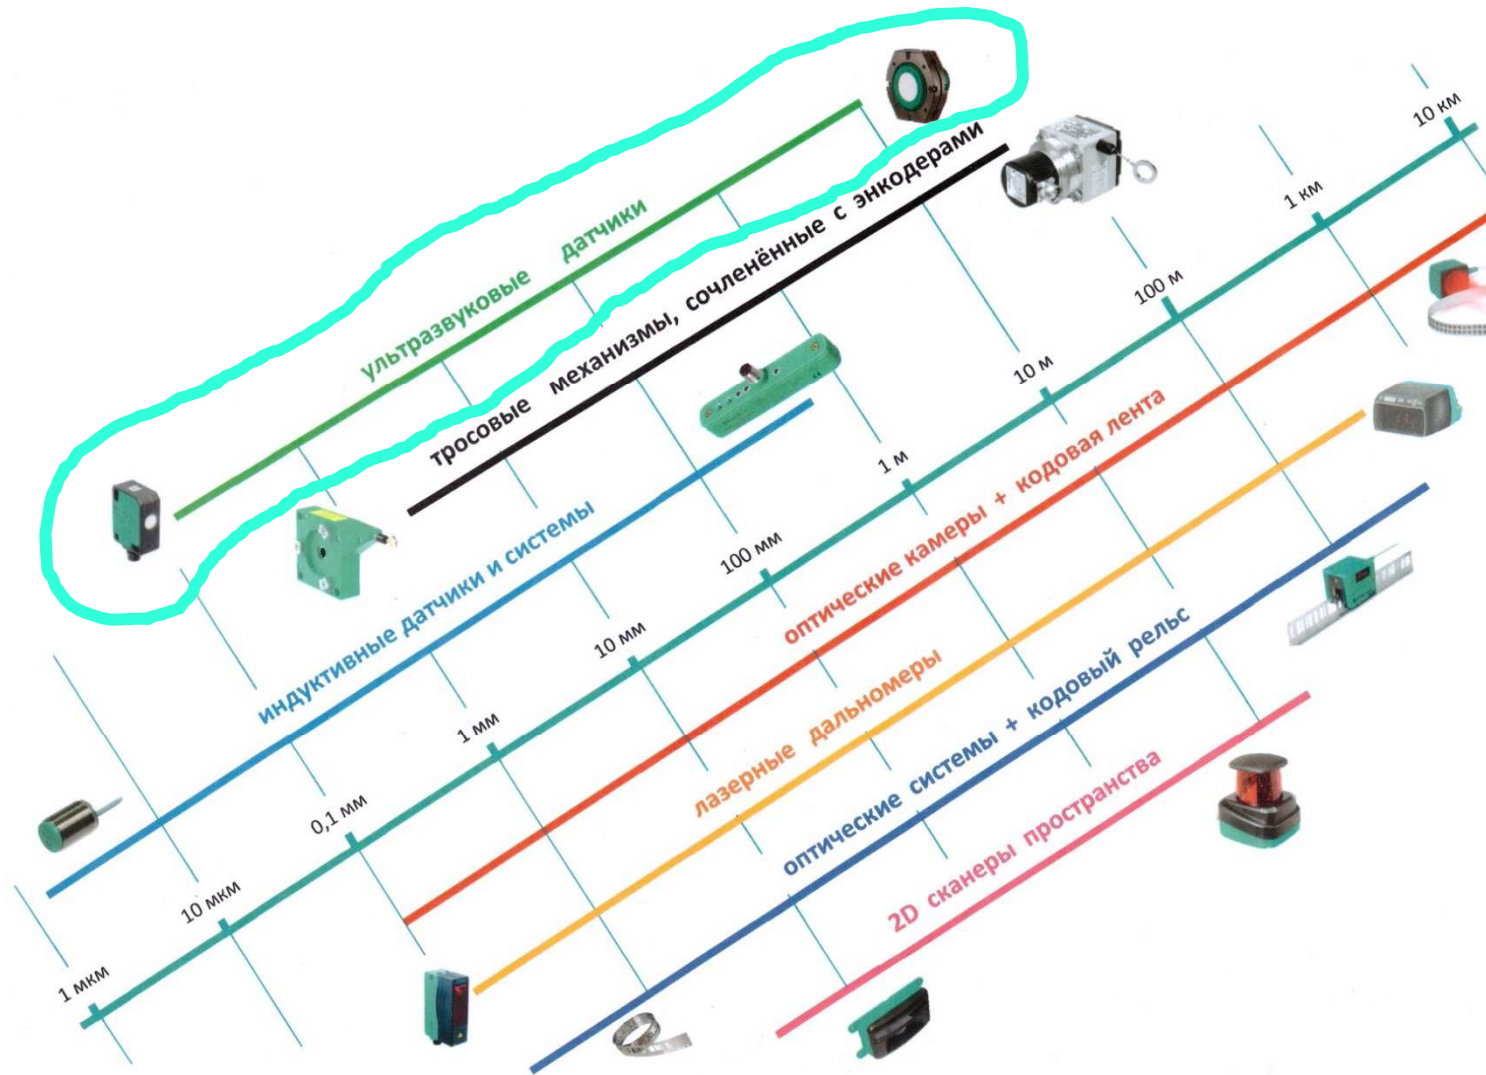 ультразвуковые датчики
тросовые механизмы, сочленённые с энкодерами
индуктивные датчики и системы
1 мкм
10 мкм
0,1 мм
1 мм
10 мм
100 мм
1 м
10 м
100 м
1 км
10 км
оптические камеры + кодовая лента
лазерные дальномеры
оптические системы + кодовый рельс
2D сканеры пространства